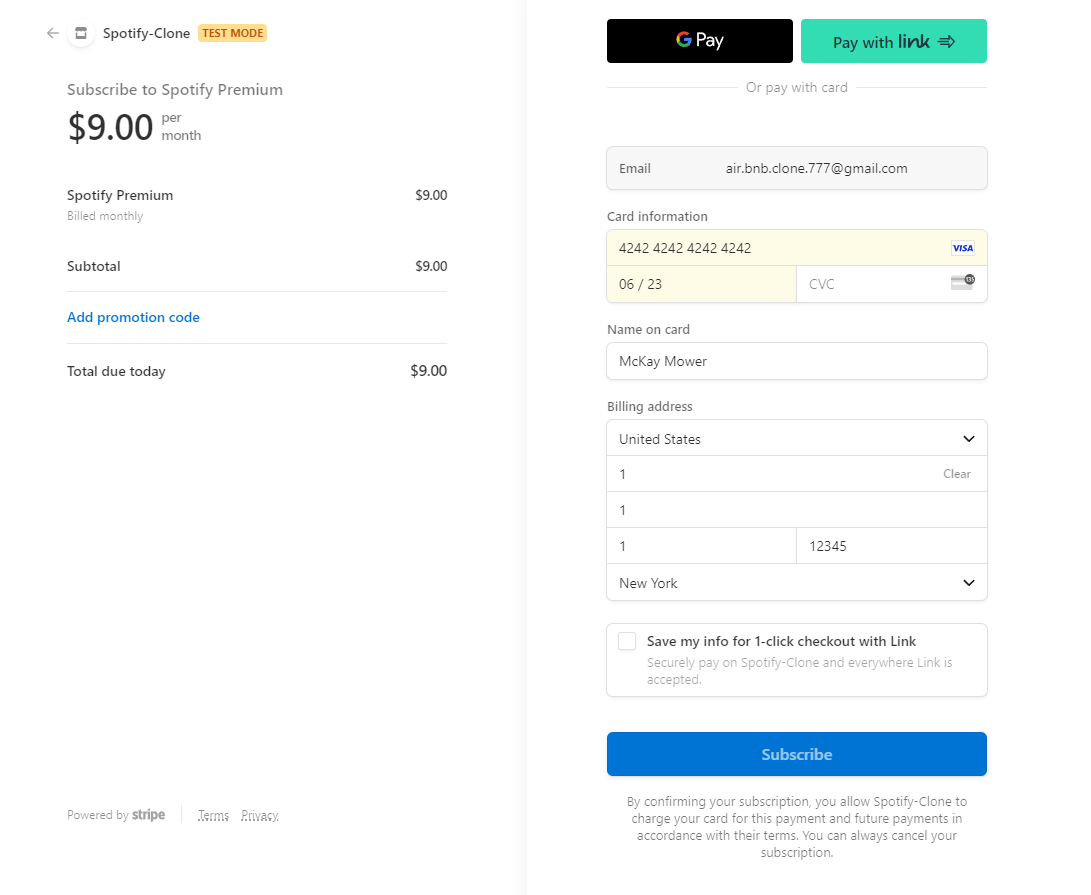 Spotify-Clone TEST MODE
Subscribe to Spotify Premium
$9.00 per month
Spotify Premium $9.00
Billed monthly
Subtotal $9.00
Add promotion code
Total due today $9.00
Powered by stripe Terms Privacy
G Pay Pay with link
Or pay with card
Email air.bnb.clone.777@gmail.com
Card information
4242 4242 4242 4242 VISA
06 / 23 CVC 135
Name on card
McKay Mower
Billing address
United States
1 Clear
1
1 12345
New York
Save my info for 1-click checkout with Link
Securely pay on Spotify-Clone and everywhere Link is
accepted.
Subscribe
By confirming your subscription, you allow Spotify-Clone to
charge your card for this payment and future payments in
accordance with their terms. You can always cancel your
subscription.